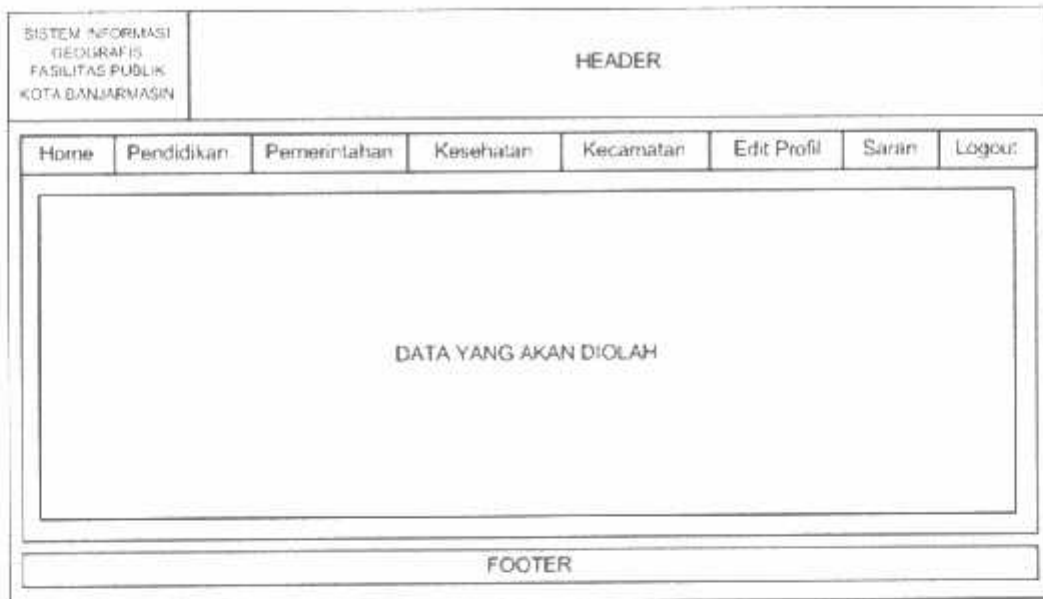 SISTEM INFORMASI
GEOGRAFIS
FASILITAS PUBLIK
KOTA BANJARMASIN
HEADER
Home Pendidikan Pemerintahan Kesehatan Kecamatan Edit Profil Saran Logout
DATA YANG AKAN DIOLAH
FOOTER